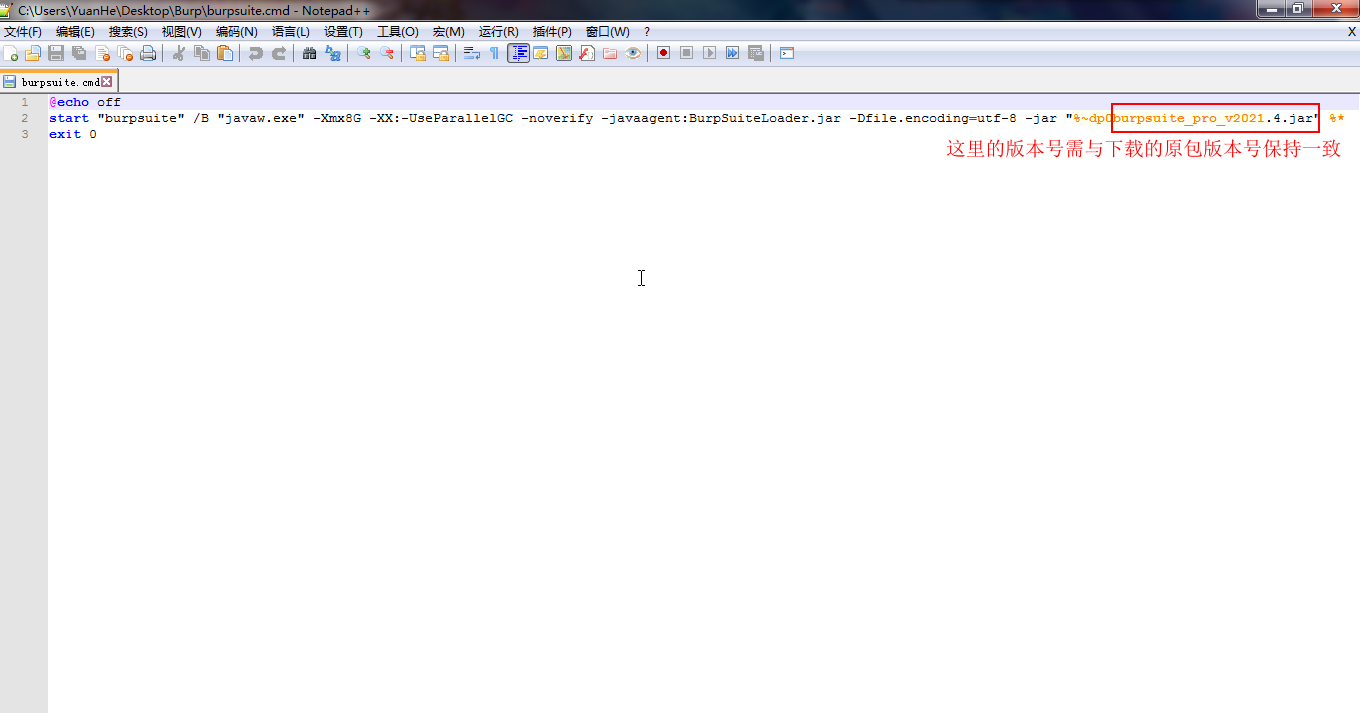 C:\Users\YuanHe\Desktop\Burp\burpsuite.cmd - Notepad++
文件(F) 编辑(E) 搜索(S) 视图(V) 编码(N) 语言(L) 设置(T) 工具(O) 宏(M) 运行(R) 插件(P) 窗口(W) ? X
burpsuite.cmd
1 @echo off
2 start "burpsuite" /B "javaw.exe" -Xmx8G -XX:-UseParallelGC -noverify -javaagent:BurpSuiteLoader.jar -Dfile.encoding=utf-8 -jar "%~dp0burpsuite_pro_v2021.4.jar" %*
3 exit 0
这里的版本号需与下载的原包版本号保持一致